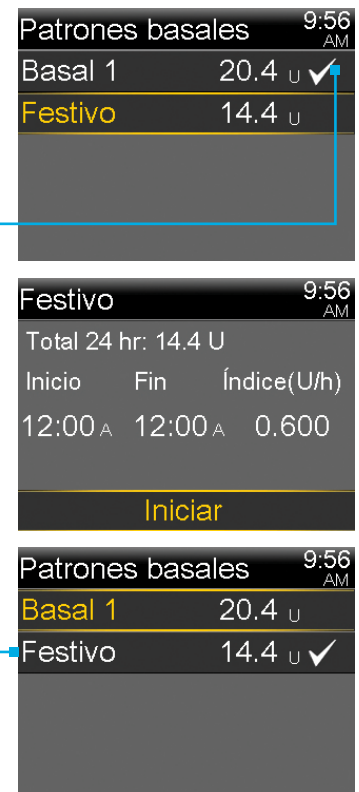 Patrones basales 9:56 AM
Basal 1 20.4 U
Festivo 14.4 U
Festivo 9:56 AM
Total 24 hr: 14.4 U
Inicio Fin Índice(U/h)
12:00 A 12:00 A 0.600
Iniciar
Patrones basales 9:56 AM
Basal 1 20.4 U
Festivo 14.4 U